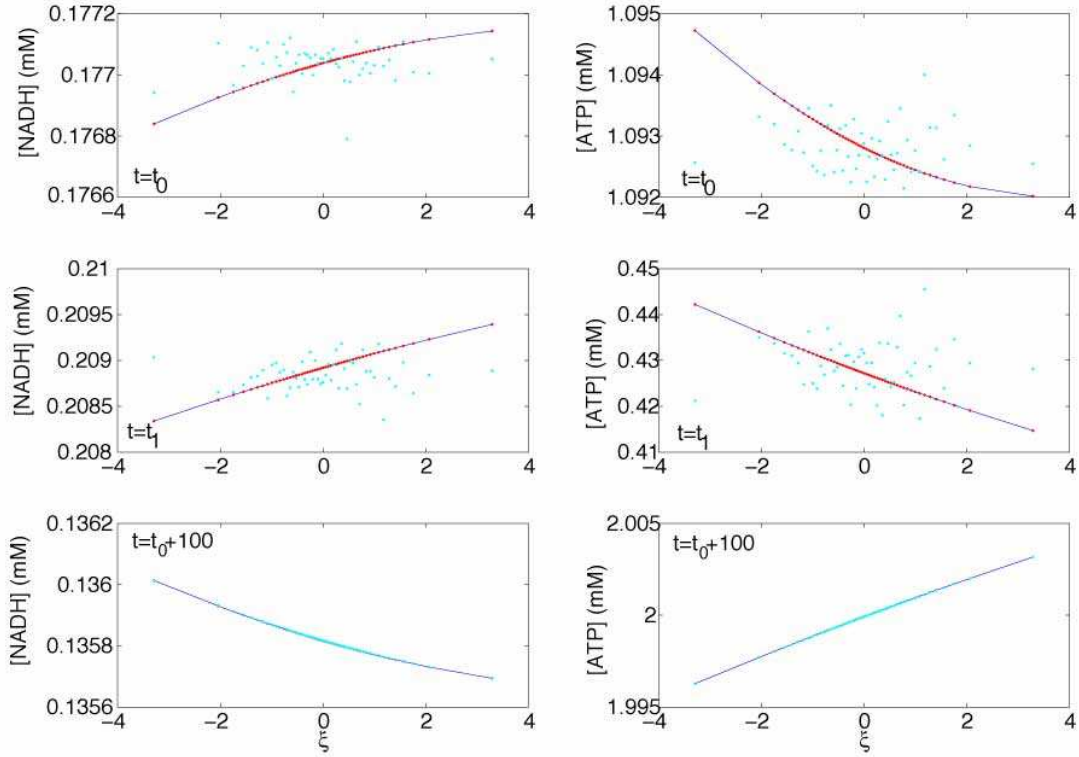 0.1772
0.177
0.1768
0.1766
[NADH] (mM)
t=t0
−4 −2 0 2 4
1.095
1.094
1.093
1.092
[ATP] (mM)
t=t0
−4 −2 0 2 4
0.21
0.2095
0.209
0.2085
0.208
[NADH] (mM)
t=t1
−4 −2 0 2 4
0.45
0.44
0.43
0.42
0.41
[ATP] (mM)
t=t1
−4 −2 0 2 4
0.1362
0.136
0.1358
0.1356
[NADH] (mM)
t=t0+100
−4 −2 0 2 4
ξ
2.005
2
1.995
[ATP] (mM)
t=t0+100
−4 −2 0 2 4
ξ